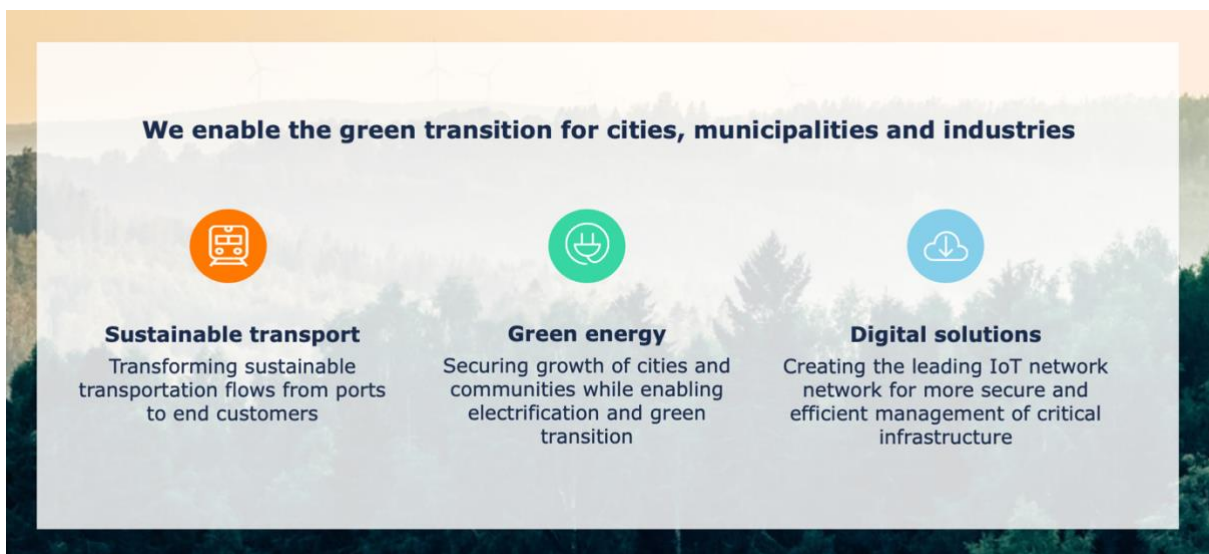 We enable the green transition for cities, municipalities and industries
Sustainable transport
Transforming sustainable
transportation flows from ports
to end customers
Green energy
Securing growth of cities and
communities while enabling
electrification and green
transition
Digital solutions
Creating the leading IoT network
network for more secure and
efficient management of critical
infrastructure